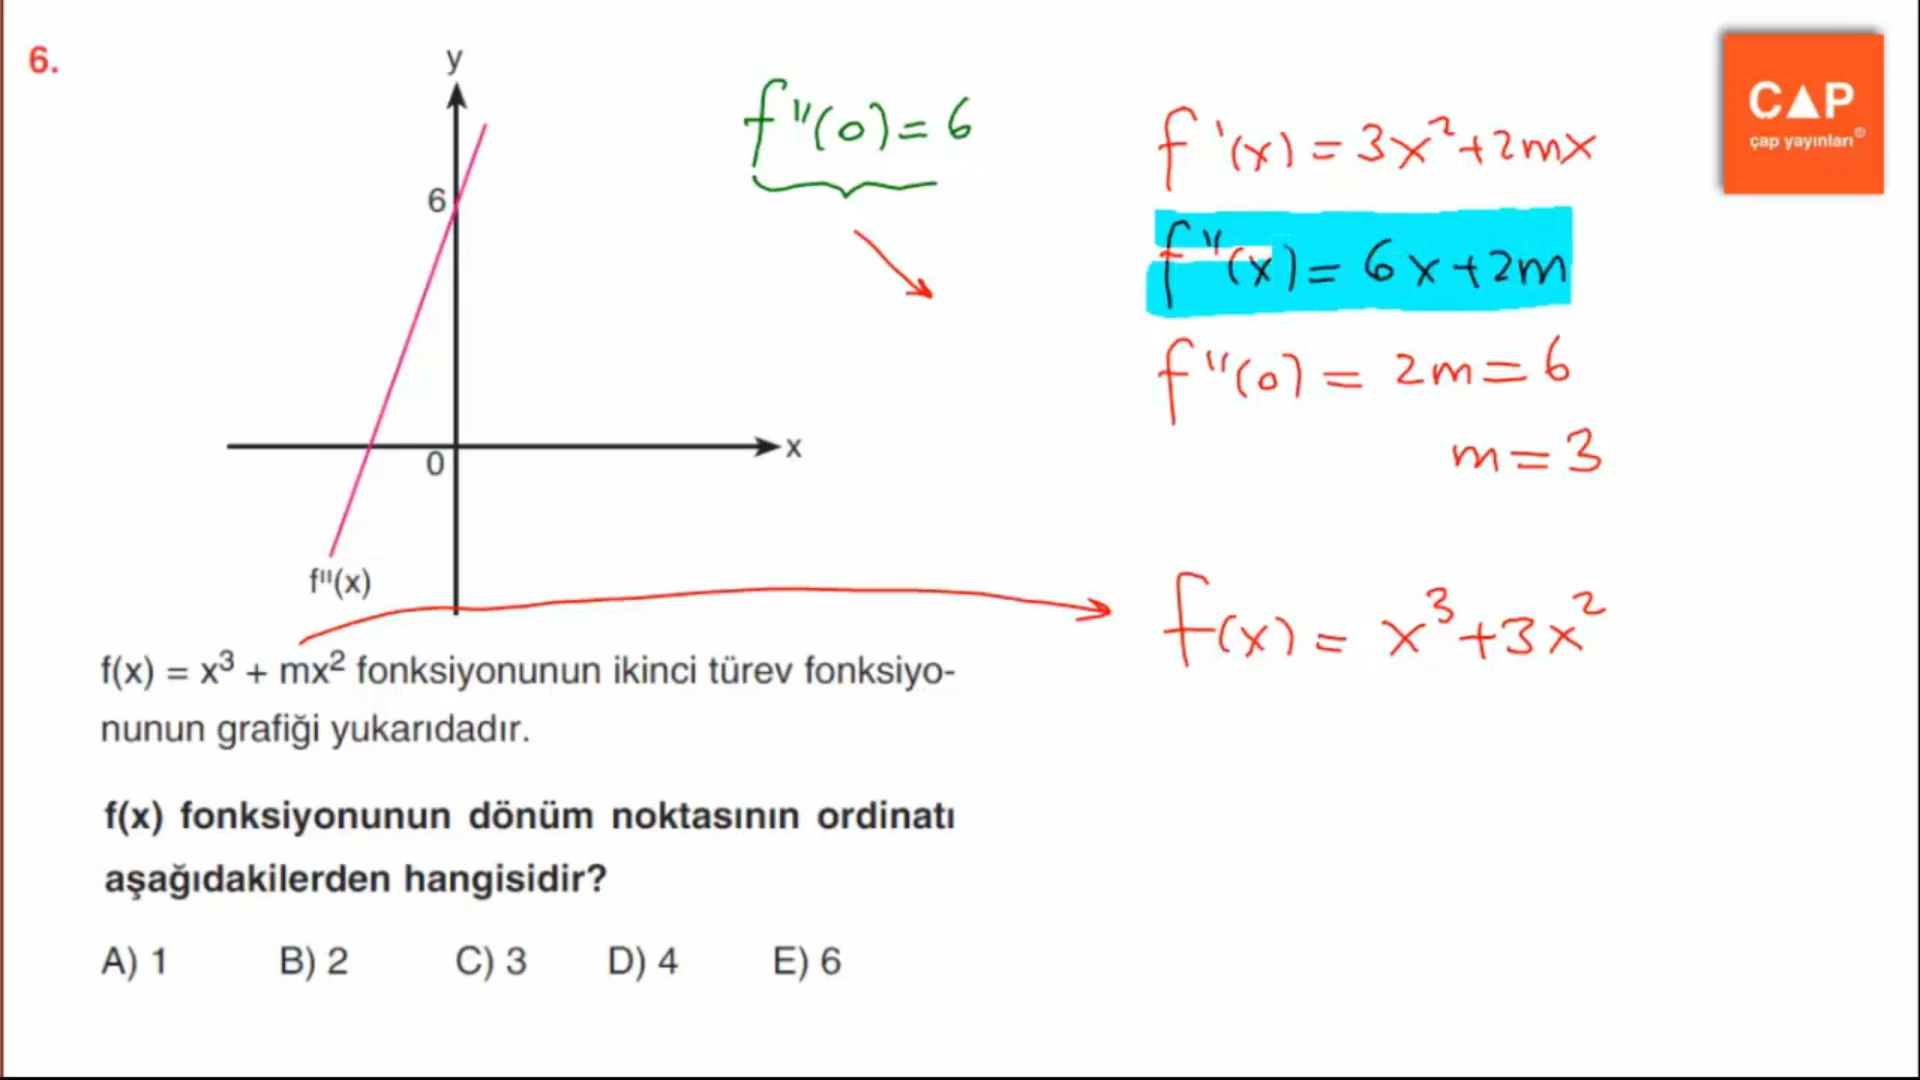 6.
y
6
0
x
f''(x)
f(x) = x³ + mx² fonksiyonunun ikinci türev fonksiyo-
nunun grafiği yukarıdadır.
f(x) fonksiyonunun dönüm noktasının ordinatı
aşağıdakilerden hangisidir?
A) 1 B) 2 C) 3 D) 4 E) 6
f''(0) = 6
f'(x) = 3x² + 2mx
f''(x) = 6x + 2m
f''(0) = 2m = 6
m = 3
f(x) = x³ + 3x²
CAP
çap yayınları®